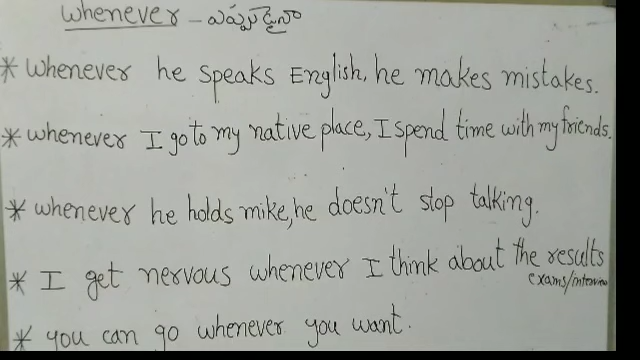 whenever - ఎప్పుడైనా
* whenever he speaks English, he makes mistakes.
* whenever I go to my native place, I spend time with my friends.
* whenever he holds mike, he doesn't stop talking.
* I get nervous whenever I think about the results
exams/interview
* you can go whenever you want.